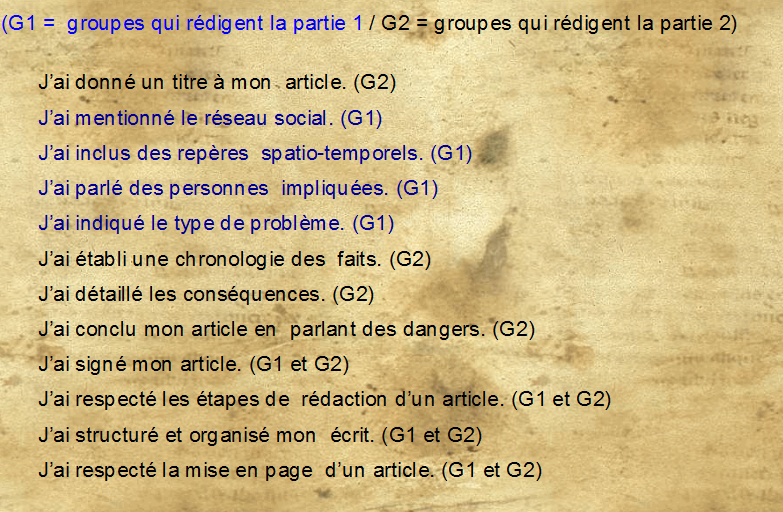 (G1 = groupes qui rédigent la partie 1 / G2 = groupes qui rédigent la partie 2)
J'ai donné un titre à mon article. (G2)
J'ai mentionné le réseau social. (G1)
J'ai inclus des repères spatio-temporels. (G1)
J'ai parlé des personnes impliquées. (G1)
J'ai indiqué le type de problème. (G1)
J'ai établi une chronologie des faits. (G2)
J'ai détaillé les conséquences. (G2)
J'ai conclu mon article en parlant des dangers. (G2)
J'ai signé mon article. (G1 et G2)
J'ai respecté les étapes de rédaction d'un article. (G1 et G2)
J'ai structuré et organisé mon écrit. (G1 et G2)
J'ai respecté la mise en page d'un article. (G1 et G2)